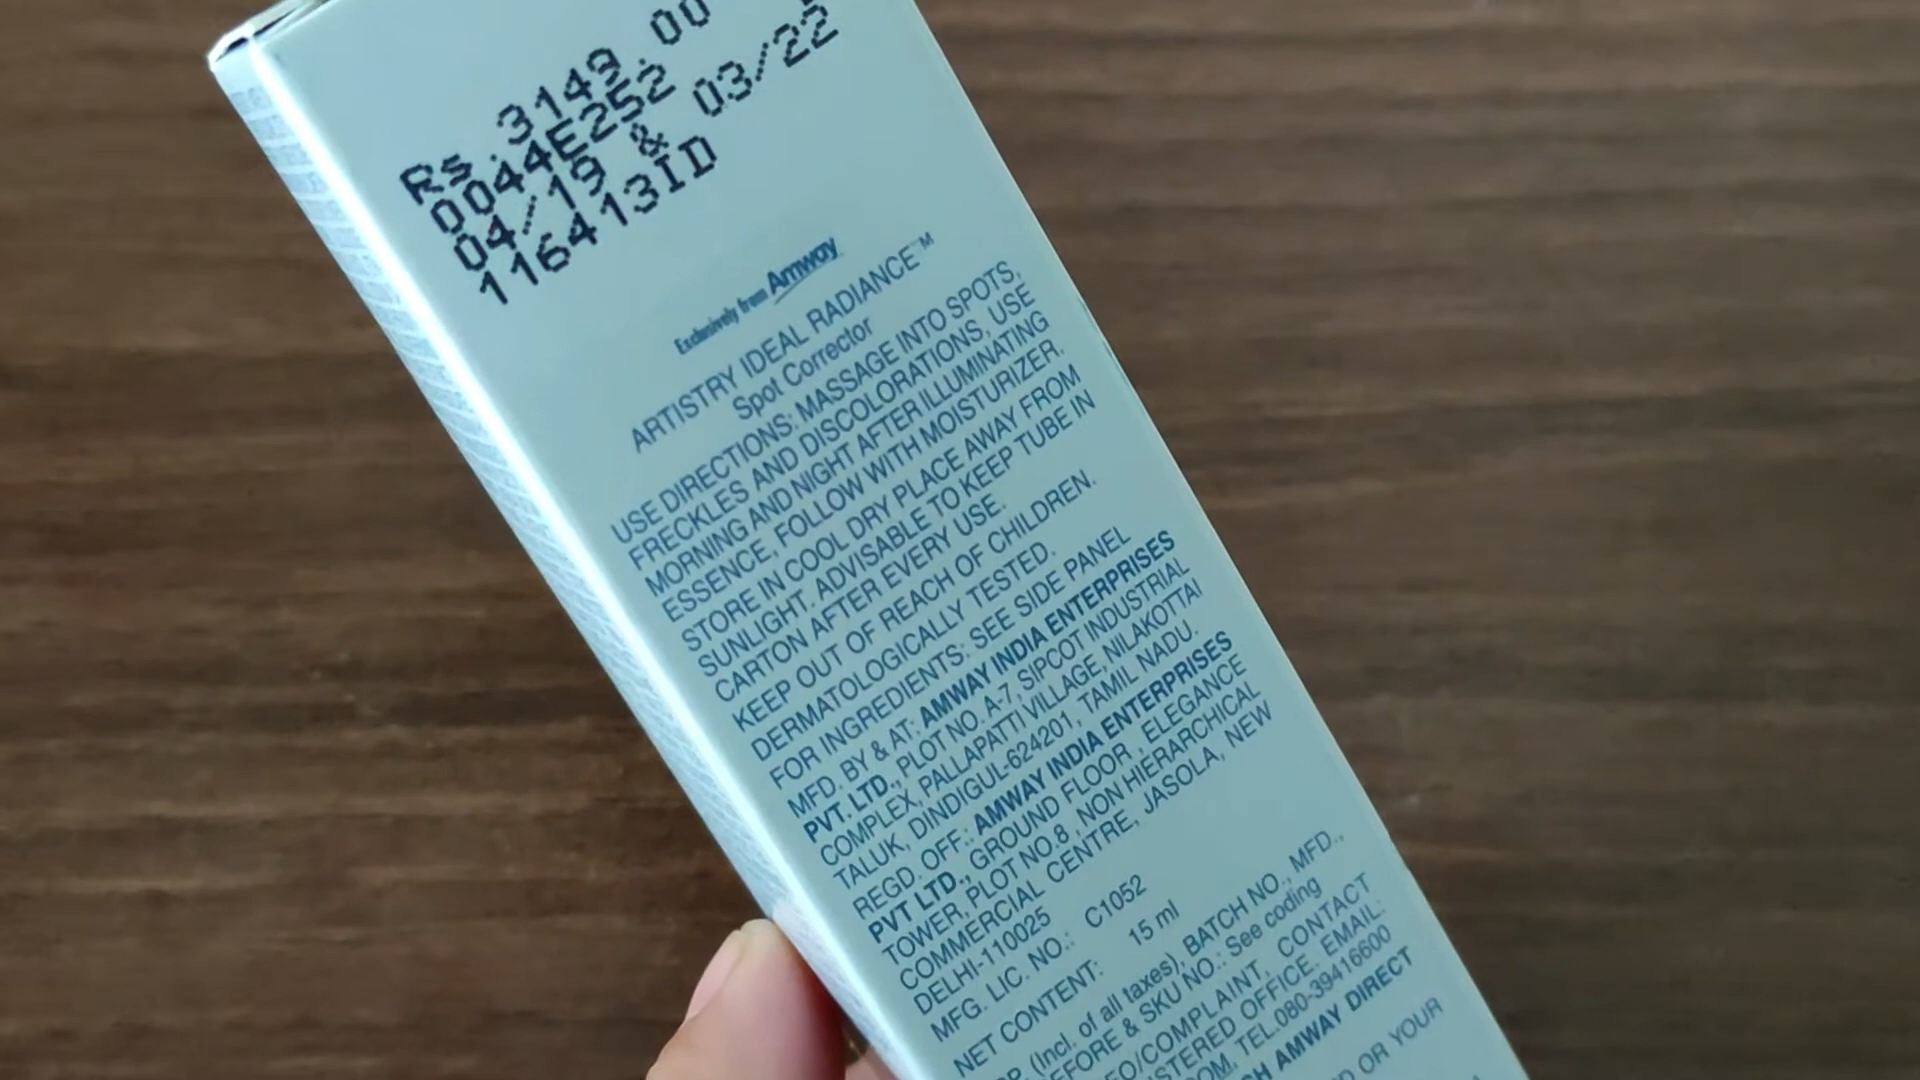 Rs.3149.00
0044E252
04/19 & 03/22
116413ID
Exclusively from Amway
ARTISTRY IDEAL RADIANCE™
Spot Corrector
USE DIRECTIONS: MASSAGE INTO SPOTS,
FRECKLES AND DISCOLORATIONS, USE
MORNING AND NIGHT AFTER ILLUMINATING
ESSENCE, FOLLOW WITH MOISTURIZER.
STORE IN COOL DRY PLACE AWAY FROM
SUNLIGHT. ADVISABLE TO KEEP TUBE IN
CARTON AFTER EVERY USE.
KEEP OUT OF REACH OF CHILDREN.
DERMATOLOGICALLY TESTED.
FOR INGREDIENTS: SEE SIDE PANEL
MFD. BY & AT: AMWAY INDIA ENTERPRISES
PVT. LTD., PLOT NO. A-7, SIPCOT INDUSTRIAL
COMPLEX, PALLAPATTI VILLAGE, NILAKOTTAI
TALUK, DINDIGUL-624201, TAMIL NADU.
REGD. OFF.: AMWAY INDIA ENTERPRISES
PVT LTD., GROUND FLOOR, ELEGANCE
TOWER, PLOT NO.8, NON HIERARCHICAL
COMMERCIAL CENTRE, JASOLA, NEW
DELHI-110025
MFG. LIC. NO.: C1052
NET CONTENT: 15 ml
(Incl. of all taxes), BATCH NO., MFD.,
& SKU NO.: See coding
/COMPLAINT, CONTACT
OFFICE, EMAIL:
TEL.080-39416600
AMWAY DIRECT
OR YOUR